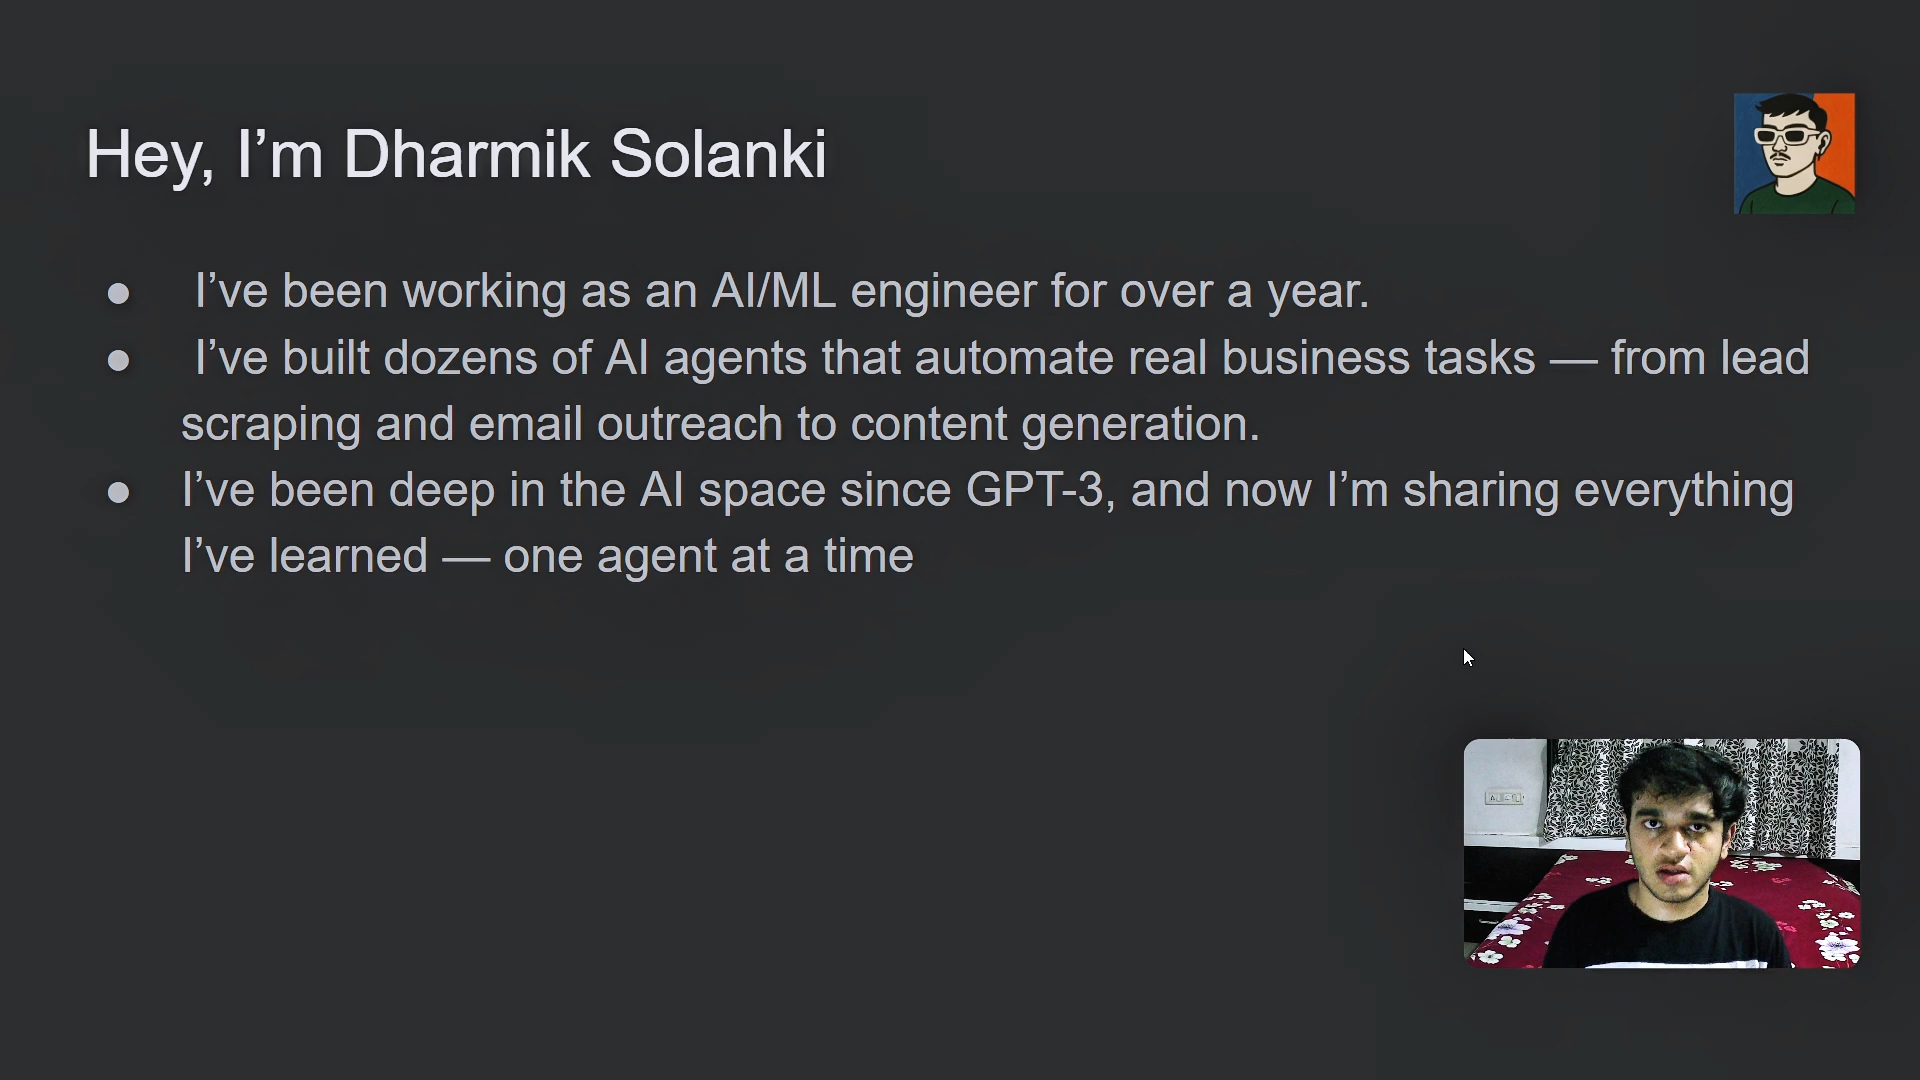 Hey, I’m Dharmik Solanki
● I’ve been working as an AI/ML engineer for over a year.
● I’ve built dozens of AI agents that automate real business tasks — from lead
scraping and email outreach to content generation.
● I’ve been deep in the AI space since GPT-3, and now I’m sharing everything
I’ve learned — one agent at a time